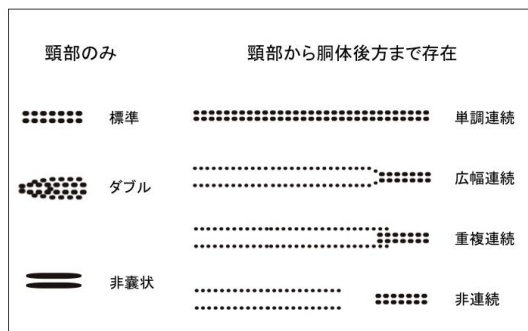 頸部のみ
頸部から胴体後方まで存在
標準
単調連続
ダブル
広幅連続
重複連続
非嚢状
非連続